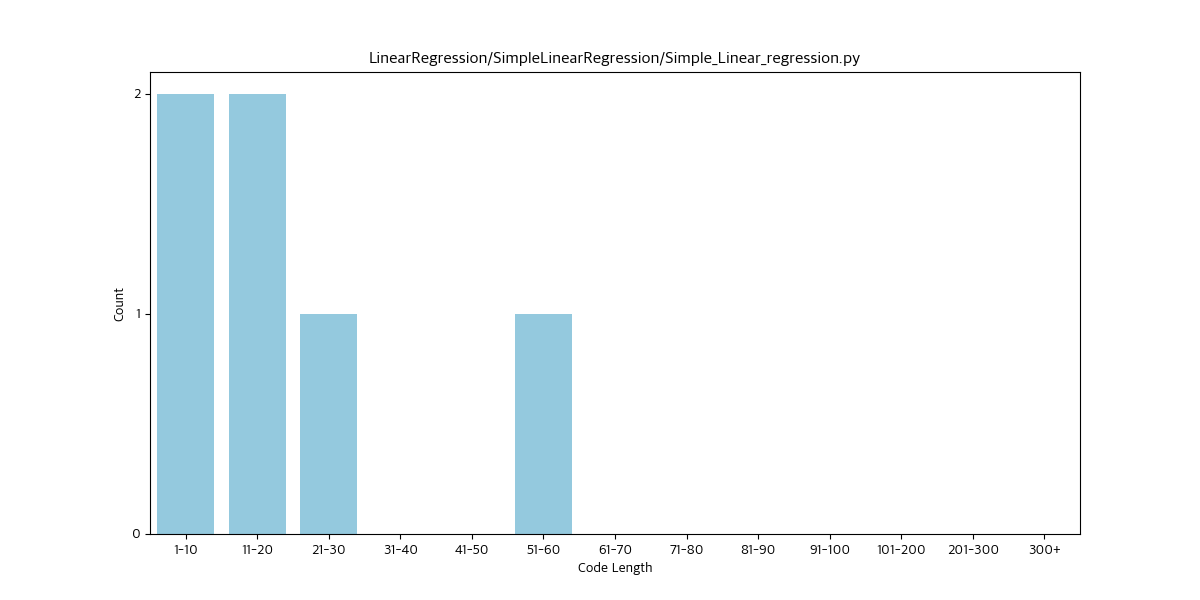 LinearRegression/SimpleLinearRegression/Simple_Linear_regression.py
2
1
0
Count
1-10 11-20 21-30 31-40 41-50 51-60 61-70 71-80 81-90 91-100 101-200 201-300 300+
Code Length